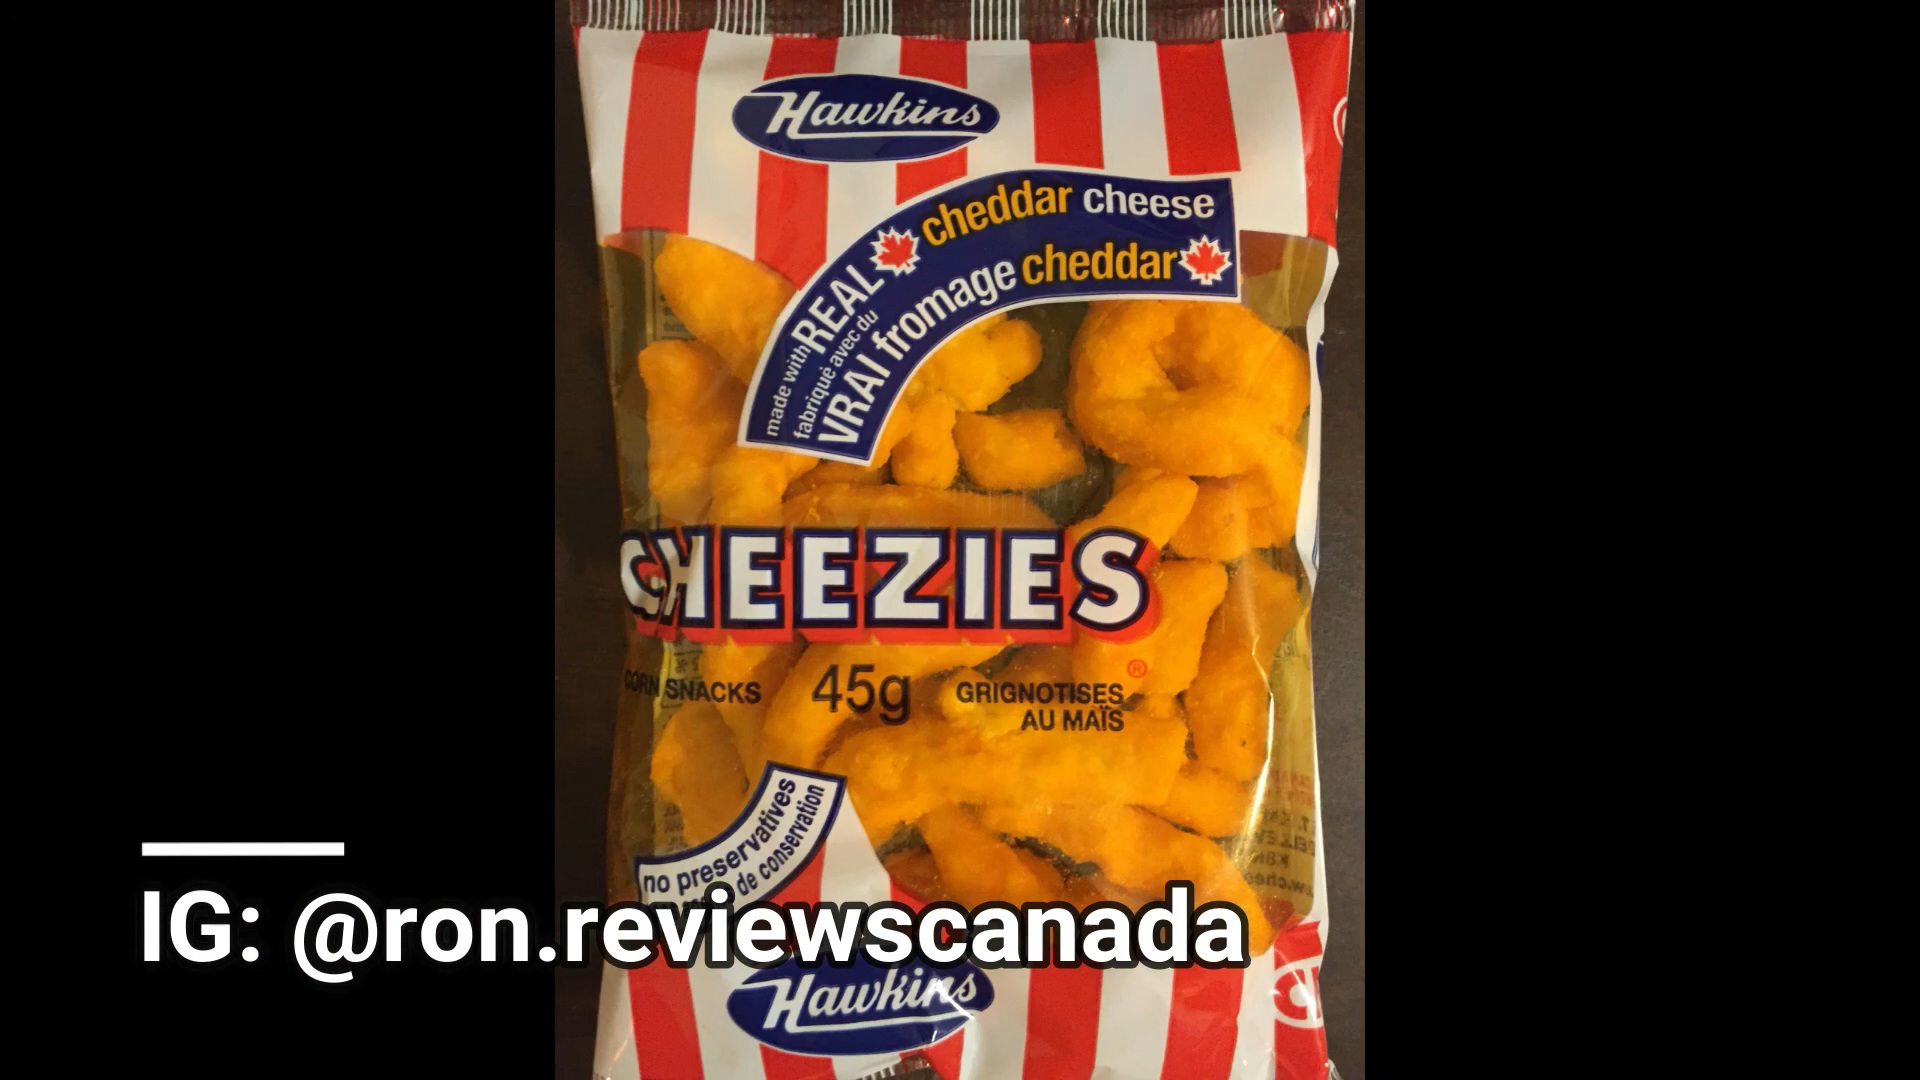 Hawkins
made with REAL cheddar cheese
fabriqué avec du VRAI fromage cheddar
CHEEZIES
®
CORN SNACKS
45g
GRIGNOTISES
AU MAÏS
no preservatives
de conservation
IG: @ron.reviewscanada
Hawkins